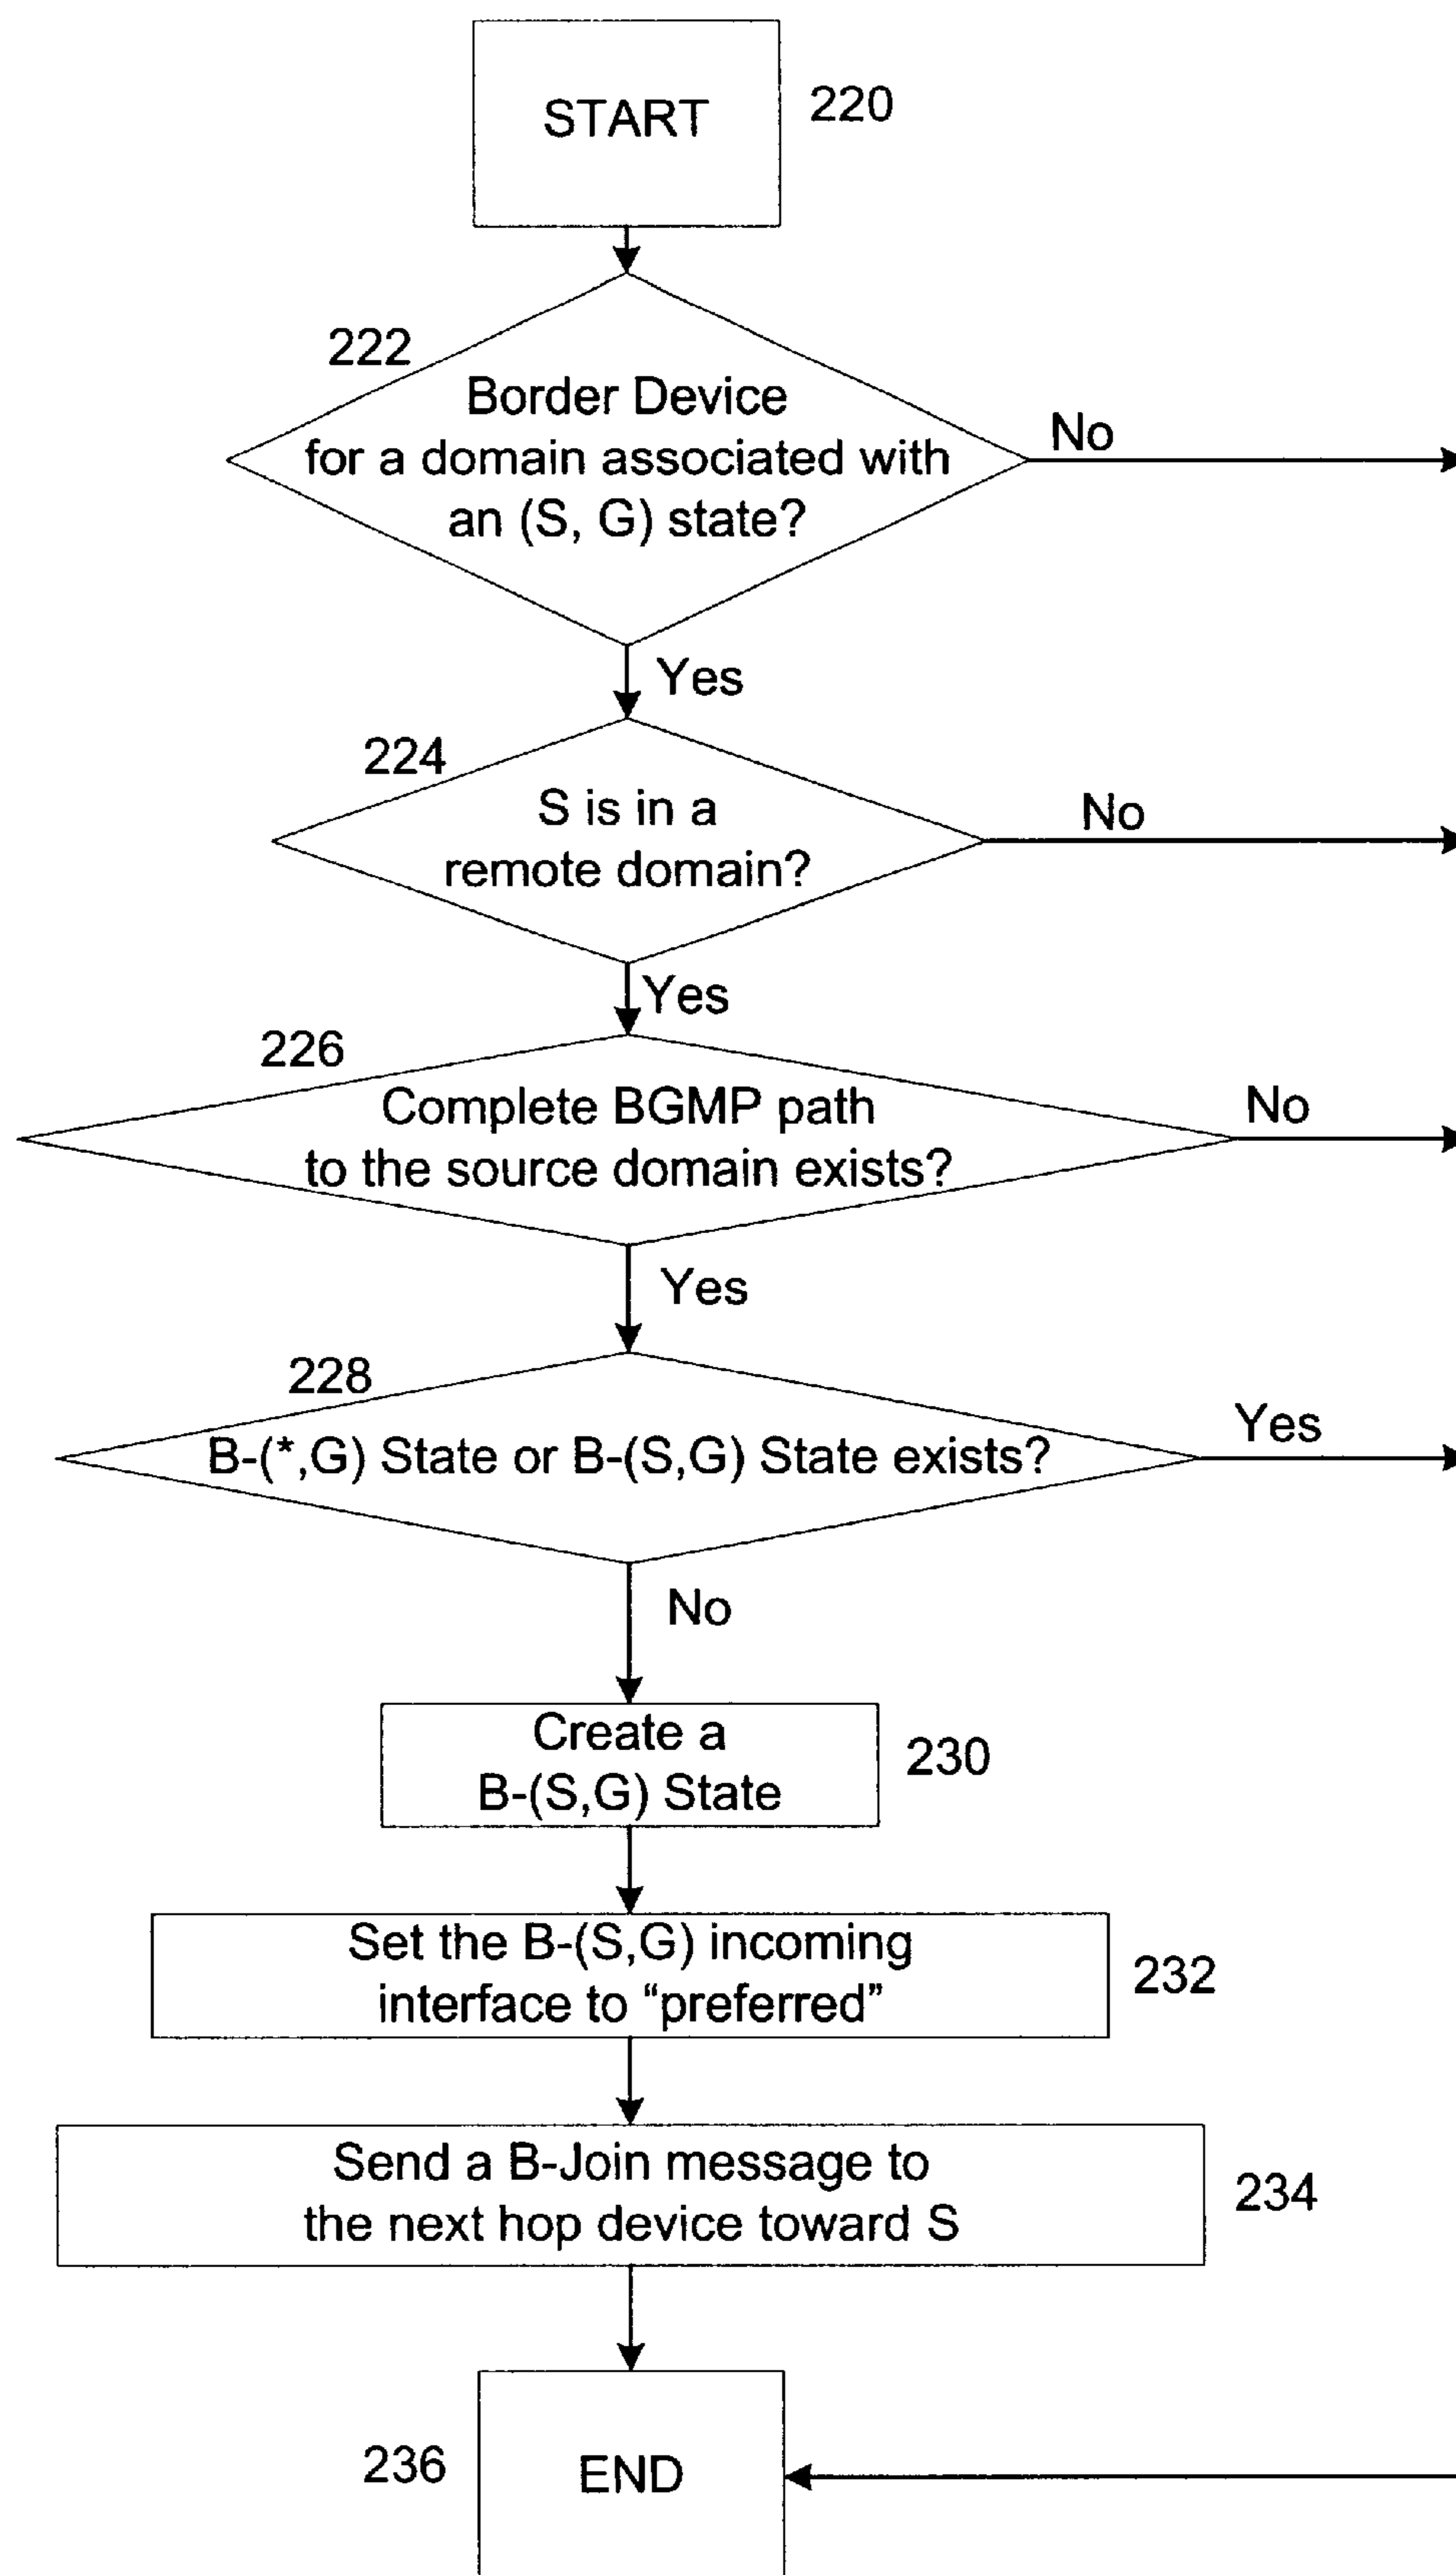 START
220
222
Border Device
for a domain associated with
an (S, G) state?
No
Yes
224
S is in a
remote domain?
No
Yes
226
Complete BGMP path
to the source domain exists?
No
Yes
228
B-(*,G) State or B-(S,G) State exists?
Yes
No
Create a
B-(S,G) State
230
Set the B-(S,G) incoming
interface to “preferred”
232
Send a B-Join message to
the next hop device toward S
234
236
END